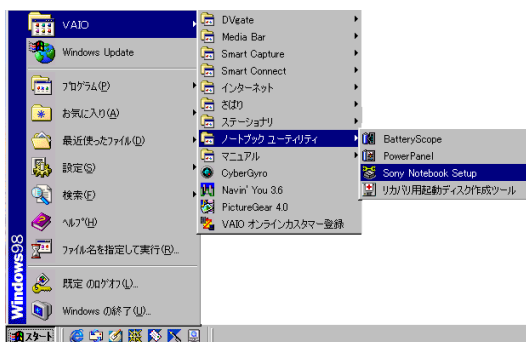 VAIO
Windows Update
プログラム(P)
お気に入り(A)
最近使ったファイル(D)
設定(S)
検索(F)
ヘルプ(H)
ファイル名を指定して実行(R)...
既定 のログオフ(L)...
Windows の終了(U)...
Windows98
スタート
DVgate
Media Bar
Smart Capture
Smart Connect
インターネット
さぱり
ステーショナリ
ノートブック ユーティリティ
マニュアル
CyberGyro
Navin' You 3.6
PictureGear 4.0
VAIO オンラインカスタマー登録
BatteryScope
PowerPanel
Sony Notebook Setup
リカバリ用起動ディスク作成ツール